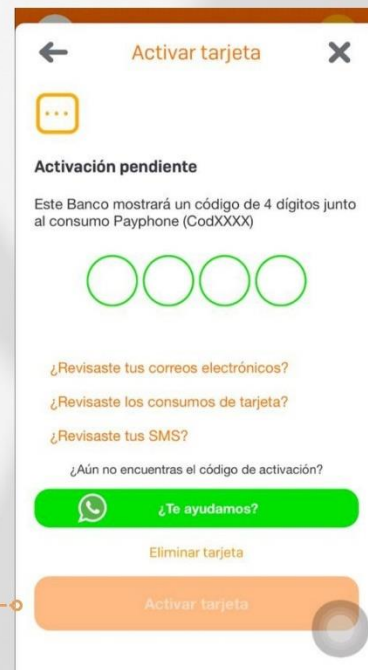 Activar tarjeta
Activación pendiente
Este Banco mostrará un código de 4 dígitos junto
al consumo Payphone (CodXXXX)
¿Revisaste tus correos electrónicos?
¿Revisaste los consumos de tarjeta?
¿Revisaste tus SMS?
¿Aún no encuentras el código de activación?
¿Te ayudamos?
Eliminar tarjeta
Activar tarjeta